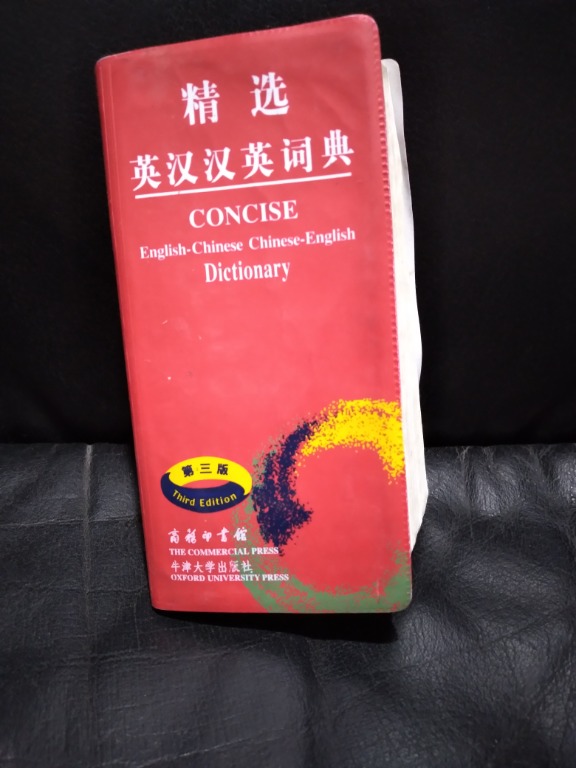 精选
英汉汉英词典
CONCISE
English-Chinese Chinese-English
Dictionary
第三版
Third Edition
商务印书馆
THE COMMERCIAL PRESS
牛津大学出版社
OXFORD UNIVERSITY PRESS